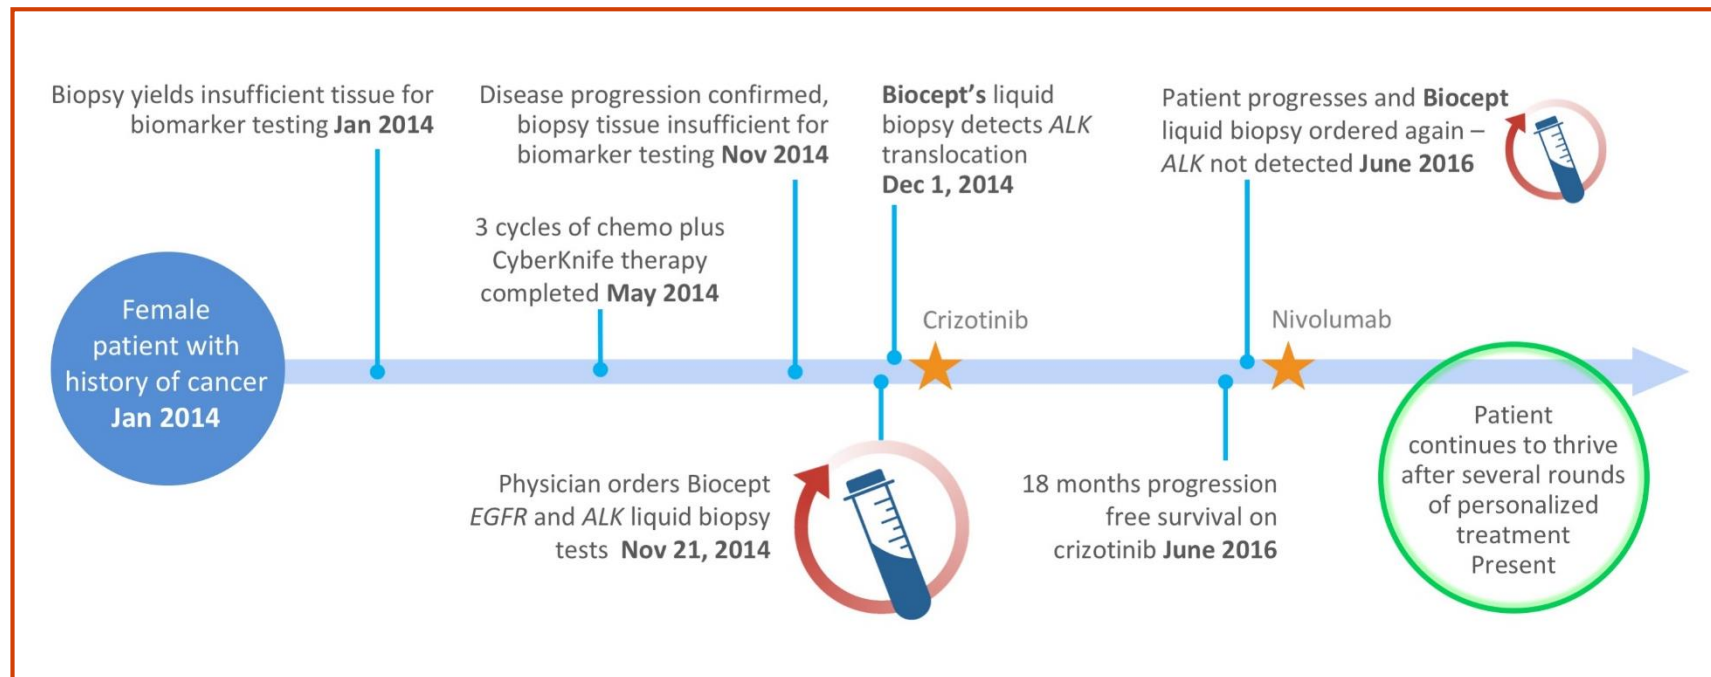 Biopsy yields insufficient tissue for
biomarker testing Jan 2014
Disease progression confirmed,
biopsy tissue insufficient for
biomarker testing Nov 2014
Biocept’s liquid
biopsy detects ALK
translocation
Dec 1, 2014
Patient progresses and Biocept
liquid biopsy ordered again –
ALK not detected June 2016
3 cycles of chemo plus
CyberKnife therapy
completed May 2014
Female
patient with
history of cancer
Jan 2014
Crizotinib
Nivolumab
Physician orders Biocept
EGFR and ALK liquid biopsy
tests Nov 21, 2014
18 months progression
free survival on
crizotinib June 2016
Patient
continues to thrive
after several rounds
of personalized
treatment
Present